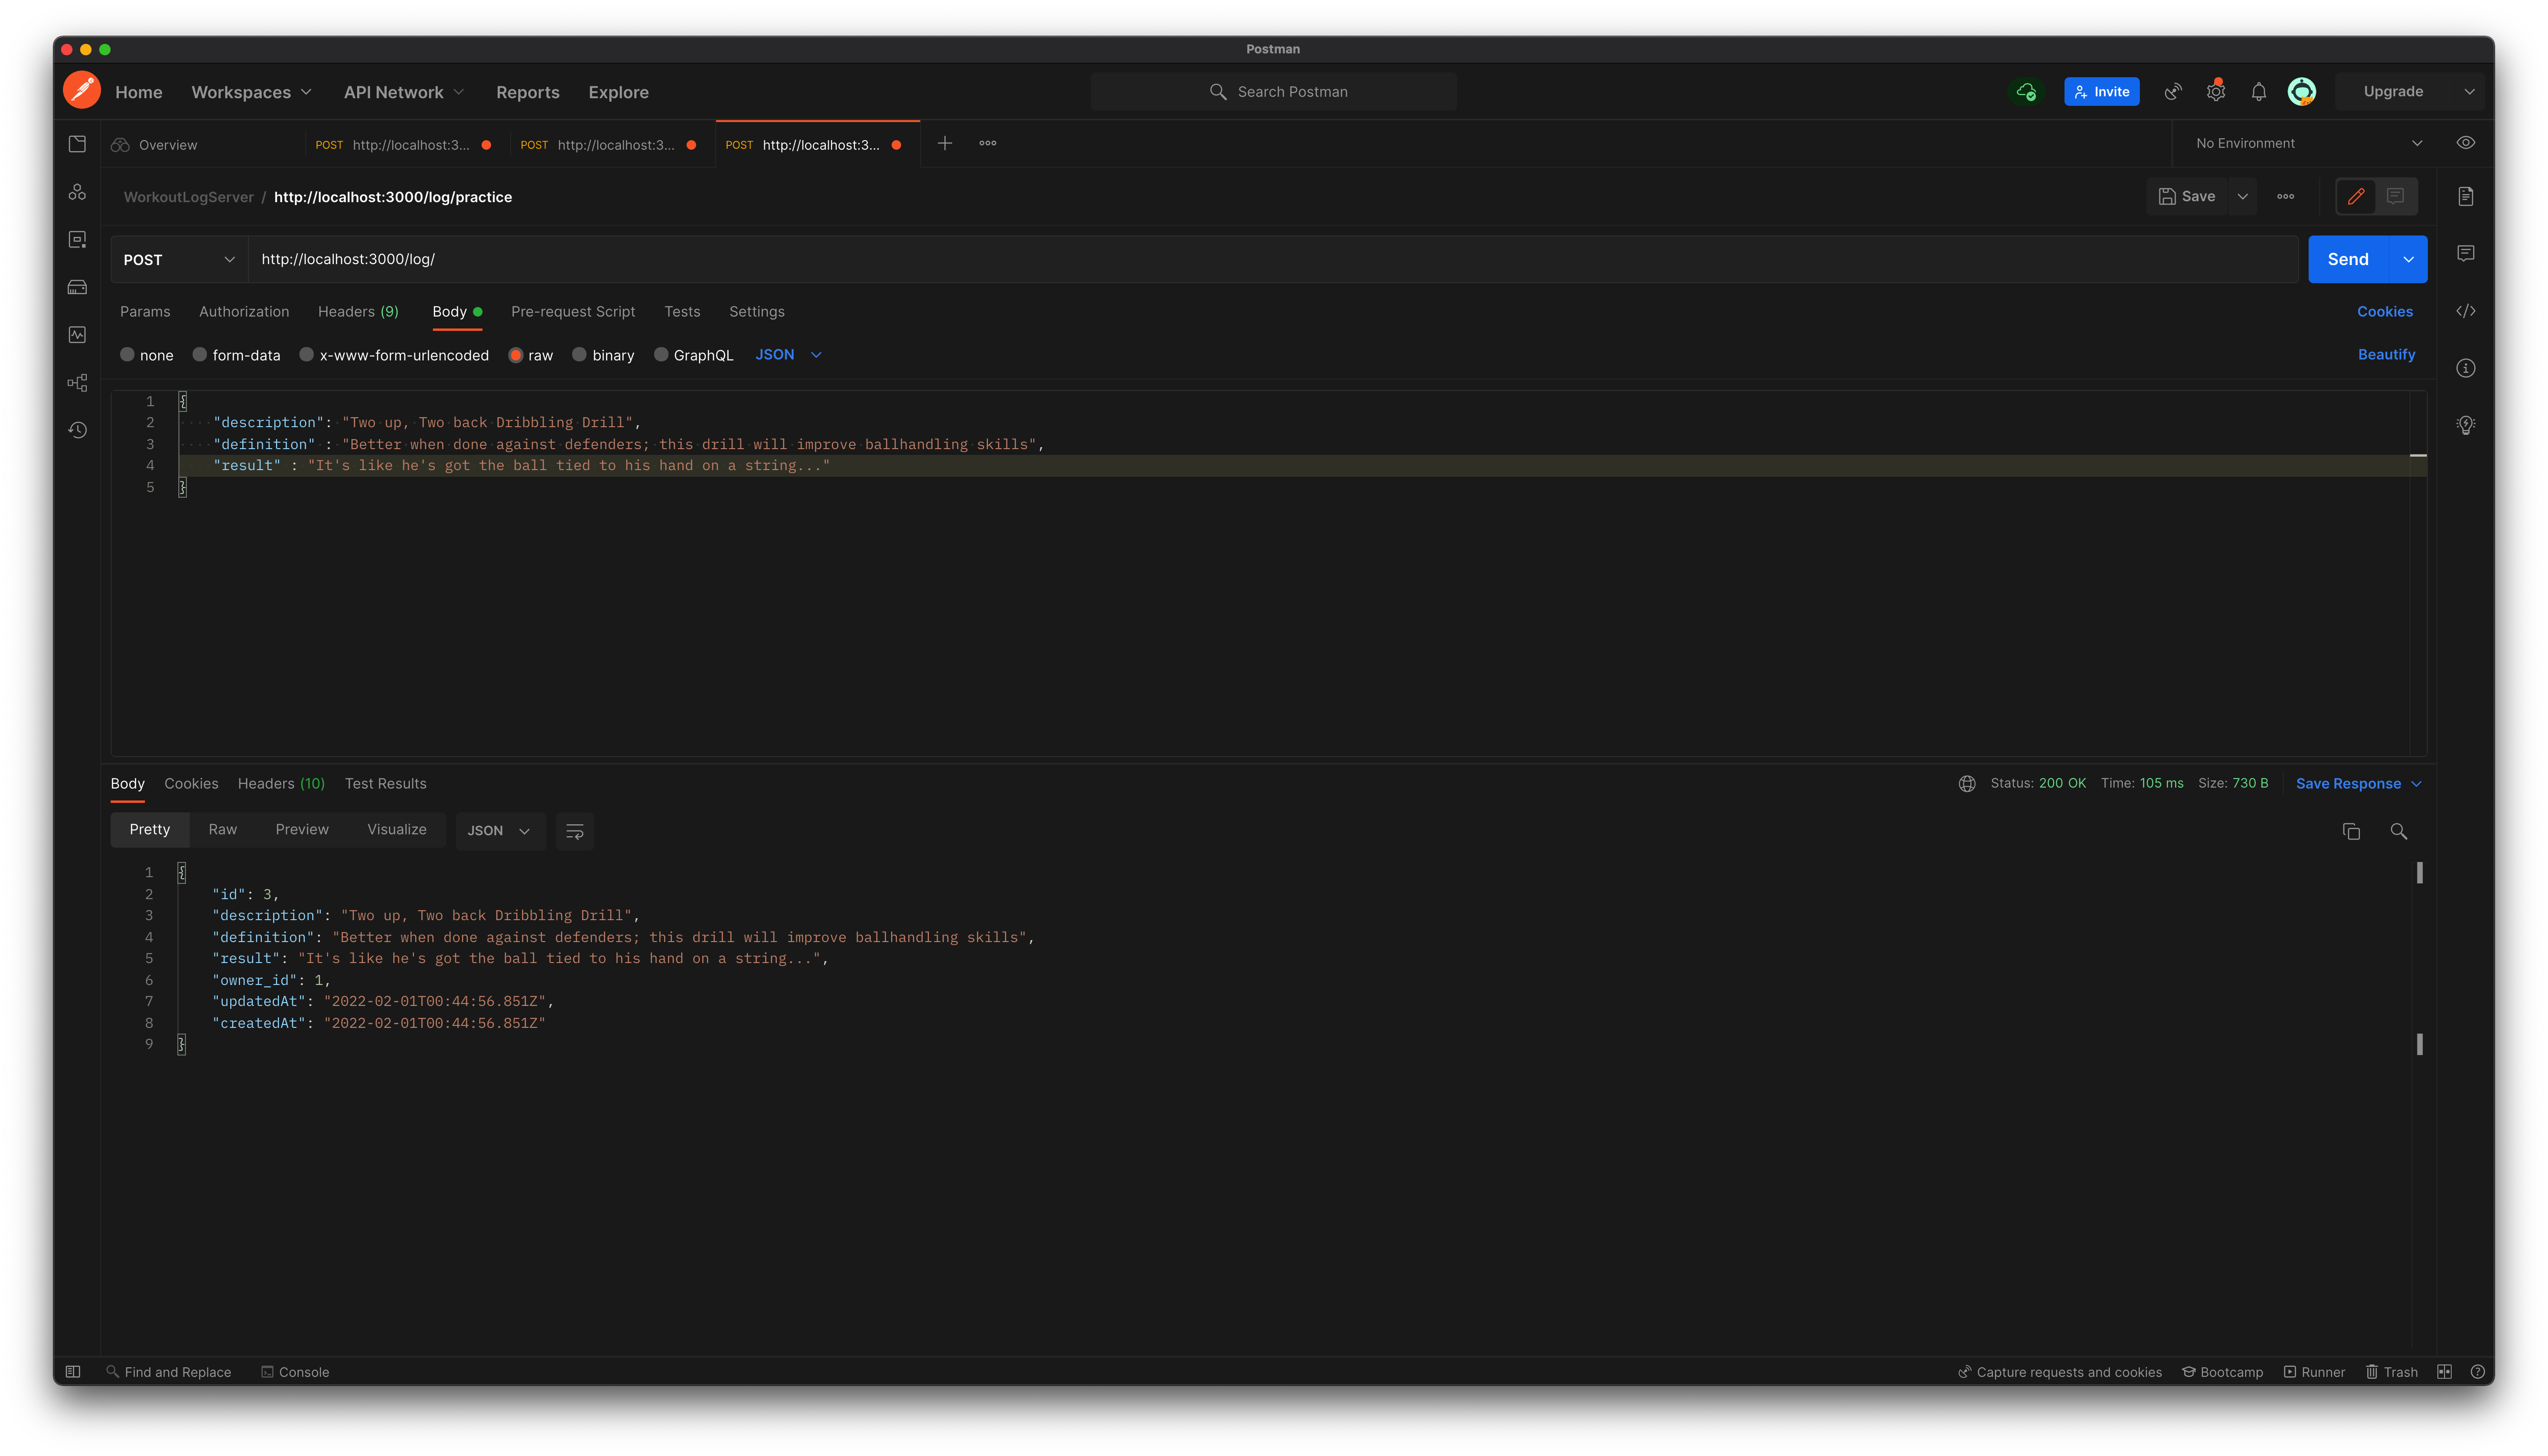 Postman
Home Workspaces API Network Reports Explore Search Postman Invite Upgrade
Overview POST http://localhost:3... POST http://localhost:3... POST http://localhost:3... No Environment
WorkoutLogServer / http://localhost:3000/log/practice Save
POST http://localhost:3000/log/ Send
Params Authorization Headers (9) Body Pre-request Script Tests Settings Cookies
none form-data x-www-form-urlencoded raw binary GraphQL JSON Beautify
1 {
2 "description": "Two up, Two back Dribbling Drill",
3 "definition" : "Better when done against defenders; this drill will improve ballhandling skills",
4 "result" : "It's like he's got the ball tied to his hand on a string..."
5 }
Body Cookies Headers (10) Test Results Status: 200 OK Time: 105 ms Size: 730 B Save Response
Pretty Raw Preview Visualize JSON
1 {
2 "id": 3,
3 "description": "Two up, Two back Dribbling Drill",
4 "definition": "Better when done against defenders; this drill will improve ballhandling skills",
5 "result": "It's like he's got the ball tied to his hand on a string...",
6 "owner_id": 1,
7 "updatedAt": "2022-02-01T00:44:56.851Z",
8 "createdAt": "2022-02-01T00:44:56.851Z"
9 }
Find and Replace Console Capture requests and cookies Bootcamp Runner Trash